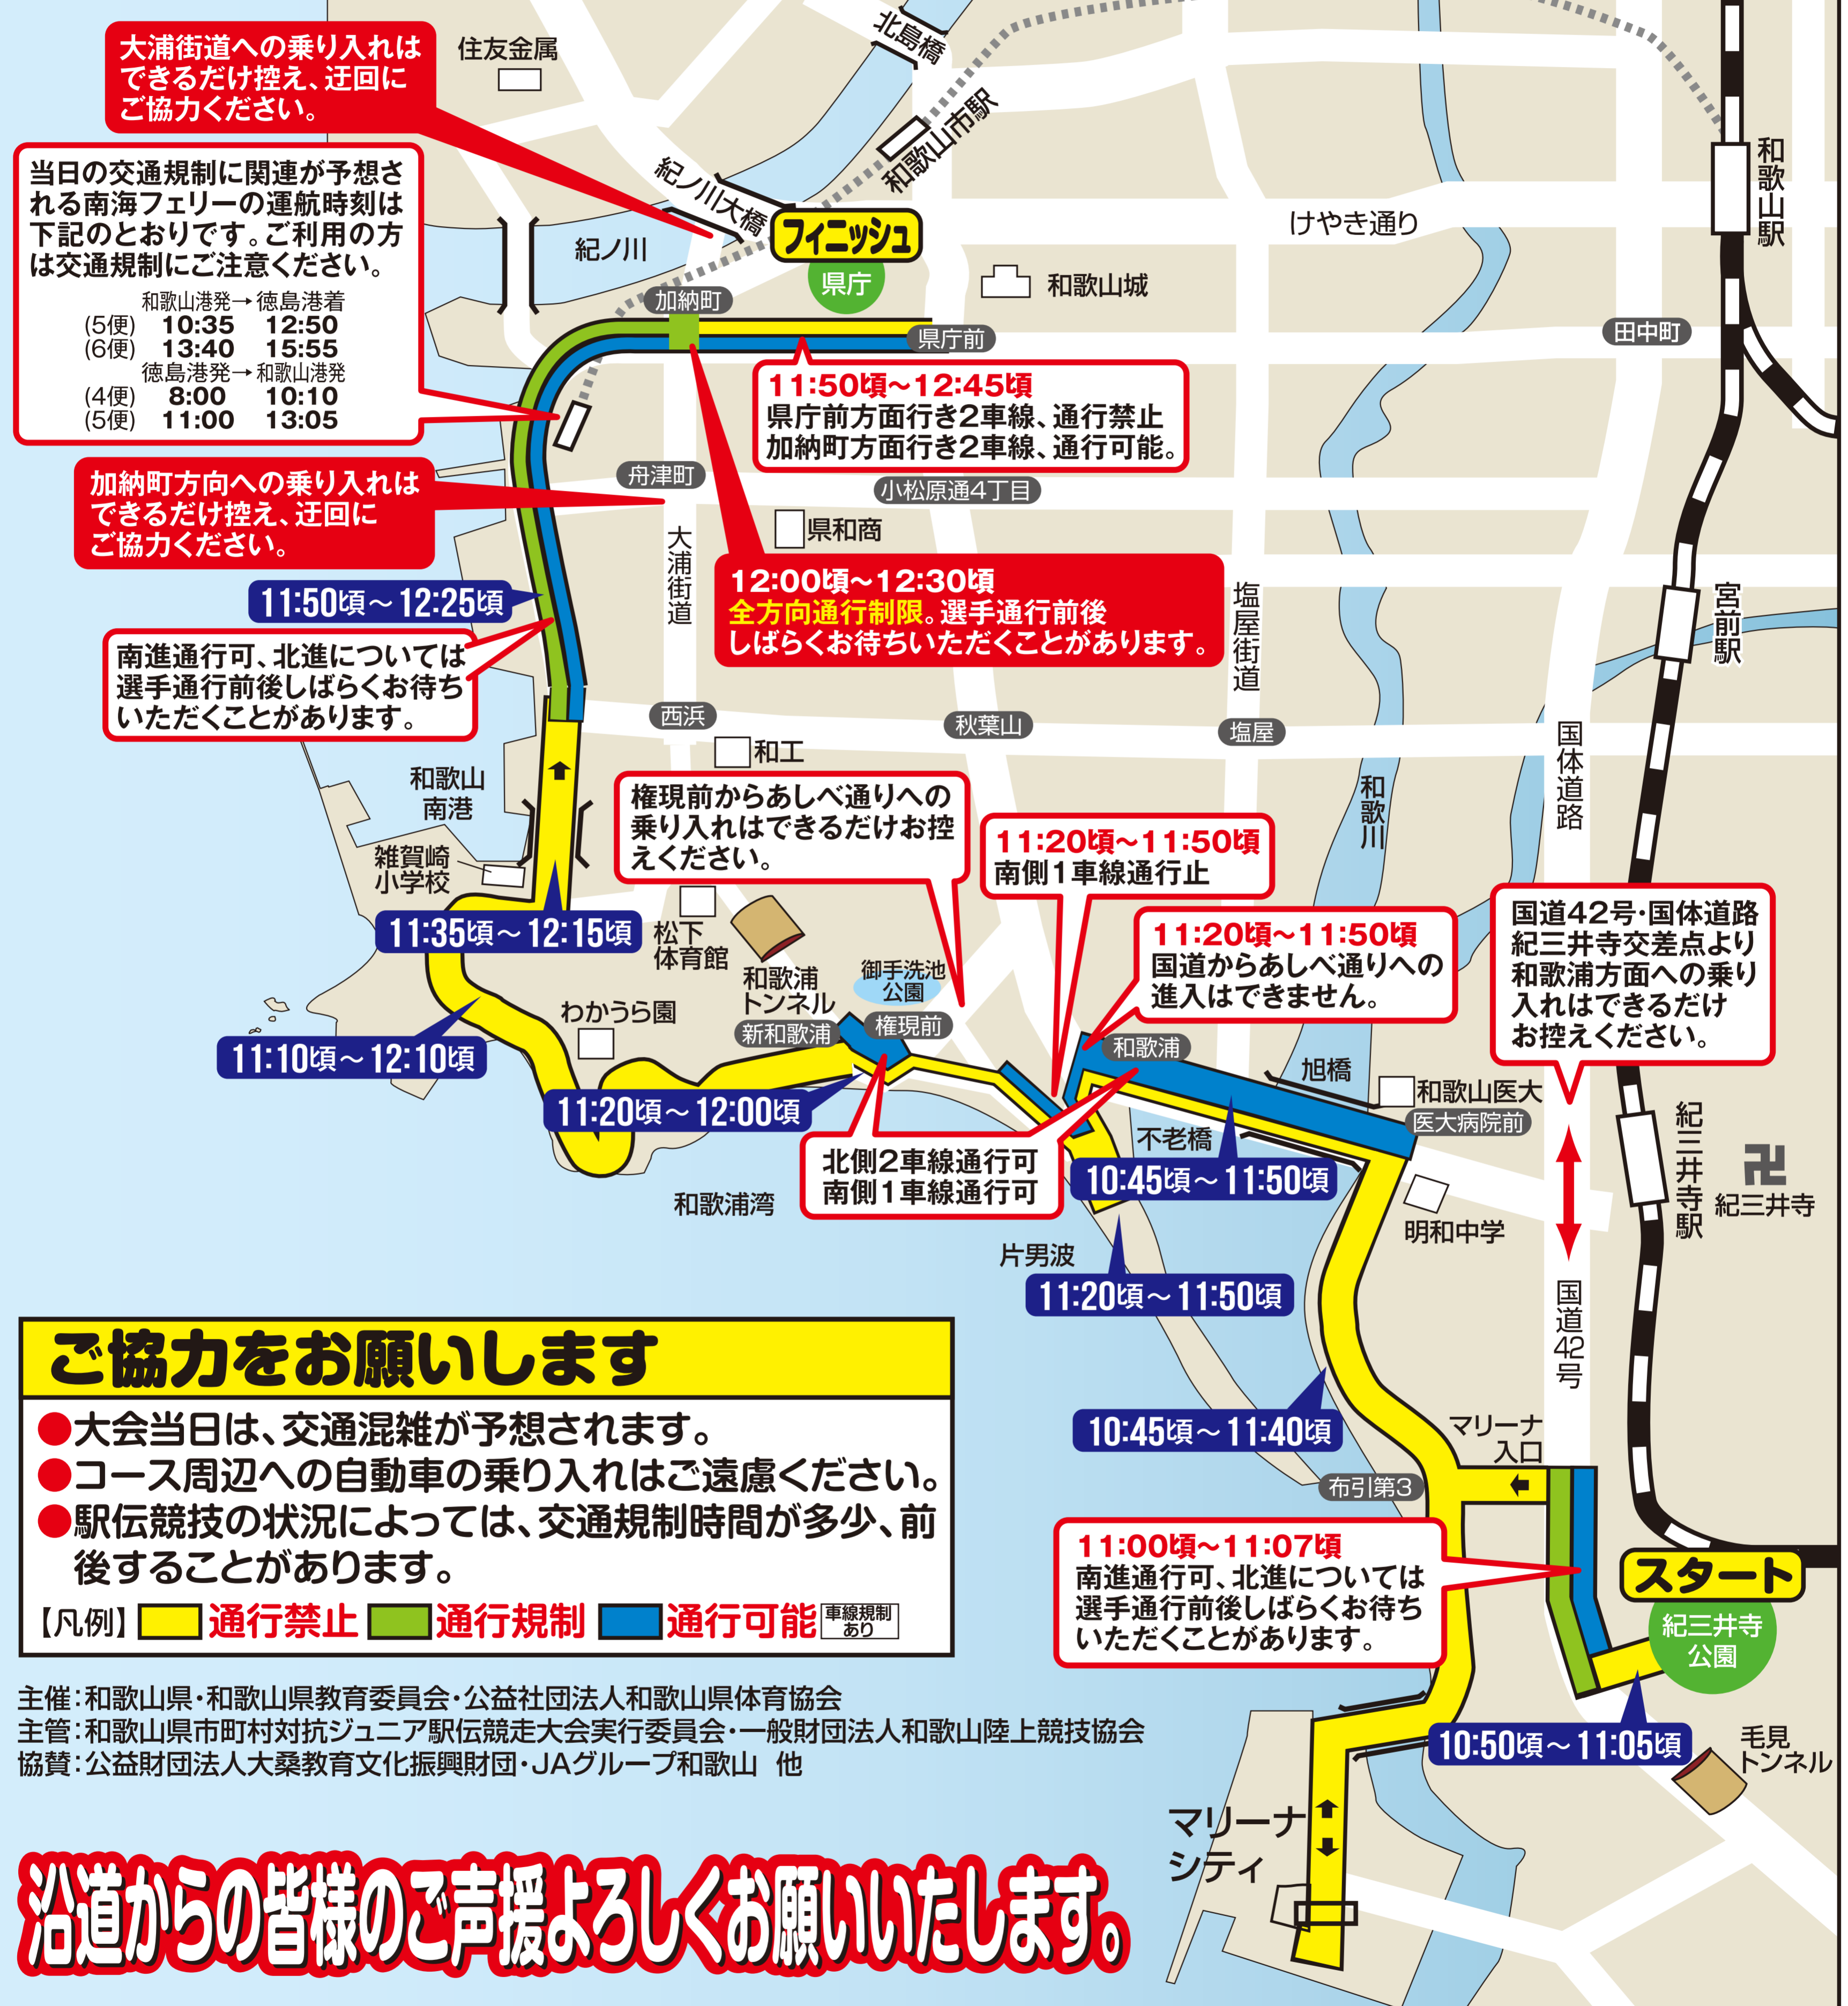 大浦街道への乗り入れは
できるだけ控え、迂回に
ご協力ください。
住友金属
北島橋
和歌山市駅
和歌山駅
当日の交通規制に関連が予想さ
れる南海フェリーの運航時刻は
下記のとおりです。ご利用の方
は交通規制にご注意ください。
和歌山港発→徳島港着
(5便) 10:35 12:50
(6便) 13:40 15:55
徳島港発→和歌山港発
(4便) 8:00 10:10
(5便) 11:00 13:05
紀ノ川大橋
フィニッシュ
県庁
紀ノ川
けやき通り
和歌山城
加納町
県庁前
田中町
11:50頃～12:45頃
県庁前方面行き2車線、通行禁止
加納町方面行き2車線、通行可能。
加納町方向への乗り入れは
できるだけ控え、迂回に
ご協力ください。
舟津町
小松原通4丁目
県和商
大浦街道
12:00頃～12:30頃
全方向通行制限。選手通行前後
しばらくお待ちいただくことがあります。
塩屋街道
宮前駅
11:50頃～12:25頃
南進通行可、北進については
選手通行前後しばらくお待ち
いただくことがあります。
西浜
秋葉山
塩屋
国体道路
和工
和歌山
南港
和歌川
権現前からあしべ通りへの
乗り入れはできるだけお控
えください。
11:20頃～11:50頃
南側1車線通行止
雑賀崎
小学校
11:35頃～12:15頃
松下
体育館
和歌浦
トンネル
御手洗池
公園
11:20頃～11:50頃
国道からあしべ通りへの
進入はできません。
国道42号・国体道路
紀三井寺交差点より
和歌浦方面への乗り
入れはできるだけ
お控えください。
わかうら園
新和歌浦
権現前
和歌浦
旭橋
和歌山医大
医大病院前
11:10頃～12:10頃
11:20頃～12:00頃
北側2車線通行可
南側1車線通行可
不老橋
10:45頃～11:50頃
紀三井寺駅
卍
紀三井寺
和歌浦湾
明和中学
片男波
11:20頃～11:50頃
国道42号
10:45頃～11:40頃
マリーナ
入口
布引第3
11:00頃～11:07頃
南進通行可、北進については
選手通行前後しばらくお待ち
いただくことがあります。
スタート
紀三井寺
公園
10:50頃～11:05頃
毛見
トンネル
マリーナ
シティ
ご協力をお願いします
●大会当日は、交通混雑が予想されます。
●コース周辺への自動車の乗り入れはご遠慮ください。
●駅伝競技の状況によっては、交通規制時間が多少、前
後することがあります。
【凡例】 通行禁止 通行規制 通行可能 車線規制
あり
主催：和歌山県・和歌山県教育委員会・公益社団法人和歌山県体育協会
主管：和歌山県市町村対抗ジュニア駅伝競走大会実行委員会・一般財団法人和歌山陸上競技協会
協賛：公益財団法人大桑教育文化振興財団・JAグループ和歌山 他
沿道からの皆様のご声援よろしくお願いいたします。